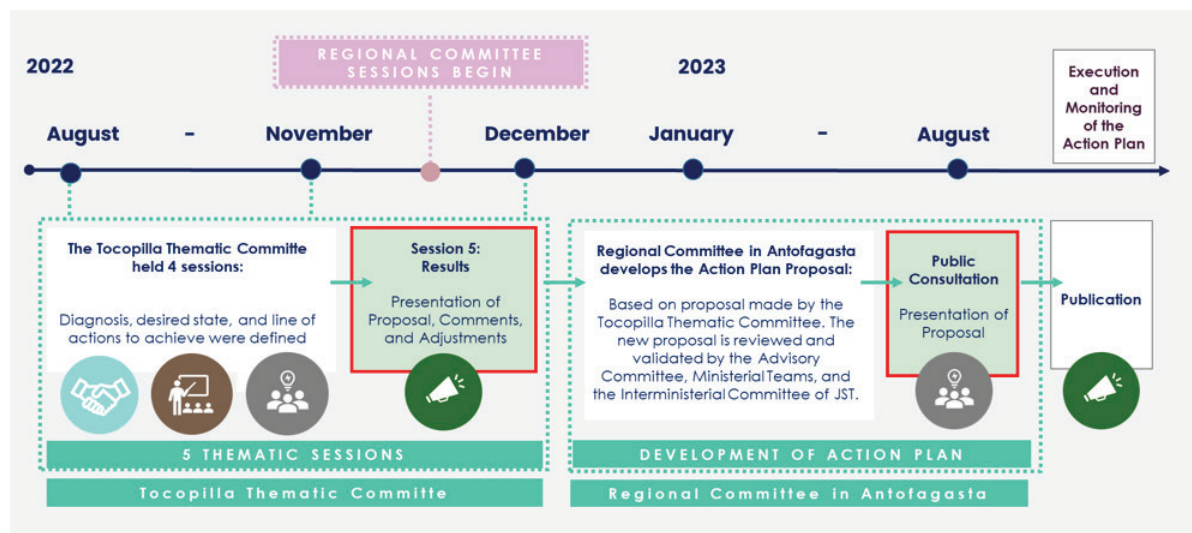 REGIONAL COMMITTEE
SESSIONS BEGIN
2022
2023
August - November
December
January - August
Execution
and
Monitoring
of the
Action Plan
The Tocopilla Thematic Committe
held 4 sessions:
Diagnosis, desired state, and line of
actions to achieve were defined
Session 5:
Results
Presentation of
Proposal, Comments,
and Adjustments
5 THEMATIC SESSIONS
Tocopilla Thematic Committe
Regional Committee in Antofagasta
develops the Action Plan Proposal:
Based on proposal made by the
Tocopilla Thematic Committee. The
new proposal is reviewed and
validated by the Advisory
Committee, Ministerial Teams, and
the Interministerial Committee of JST.
Public
Consultation
Presentation of
Proposal
DEVELOPMENT OF ACTION PLAN
Regional Committee in Antofagasta
Publication